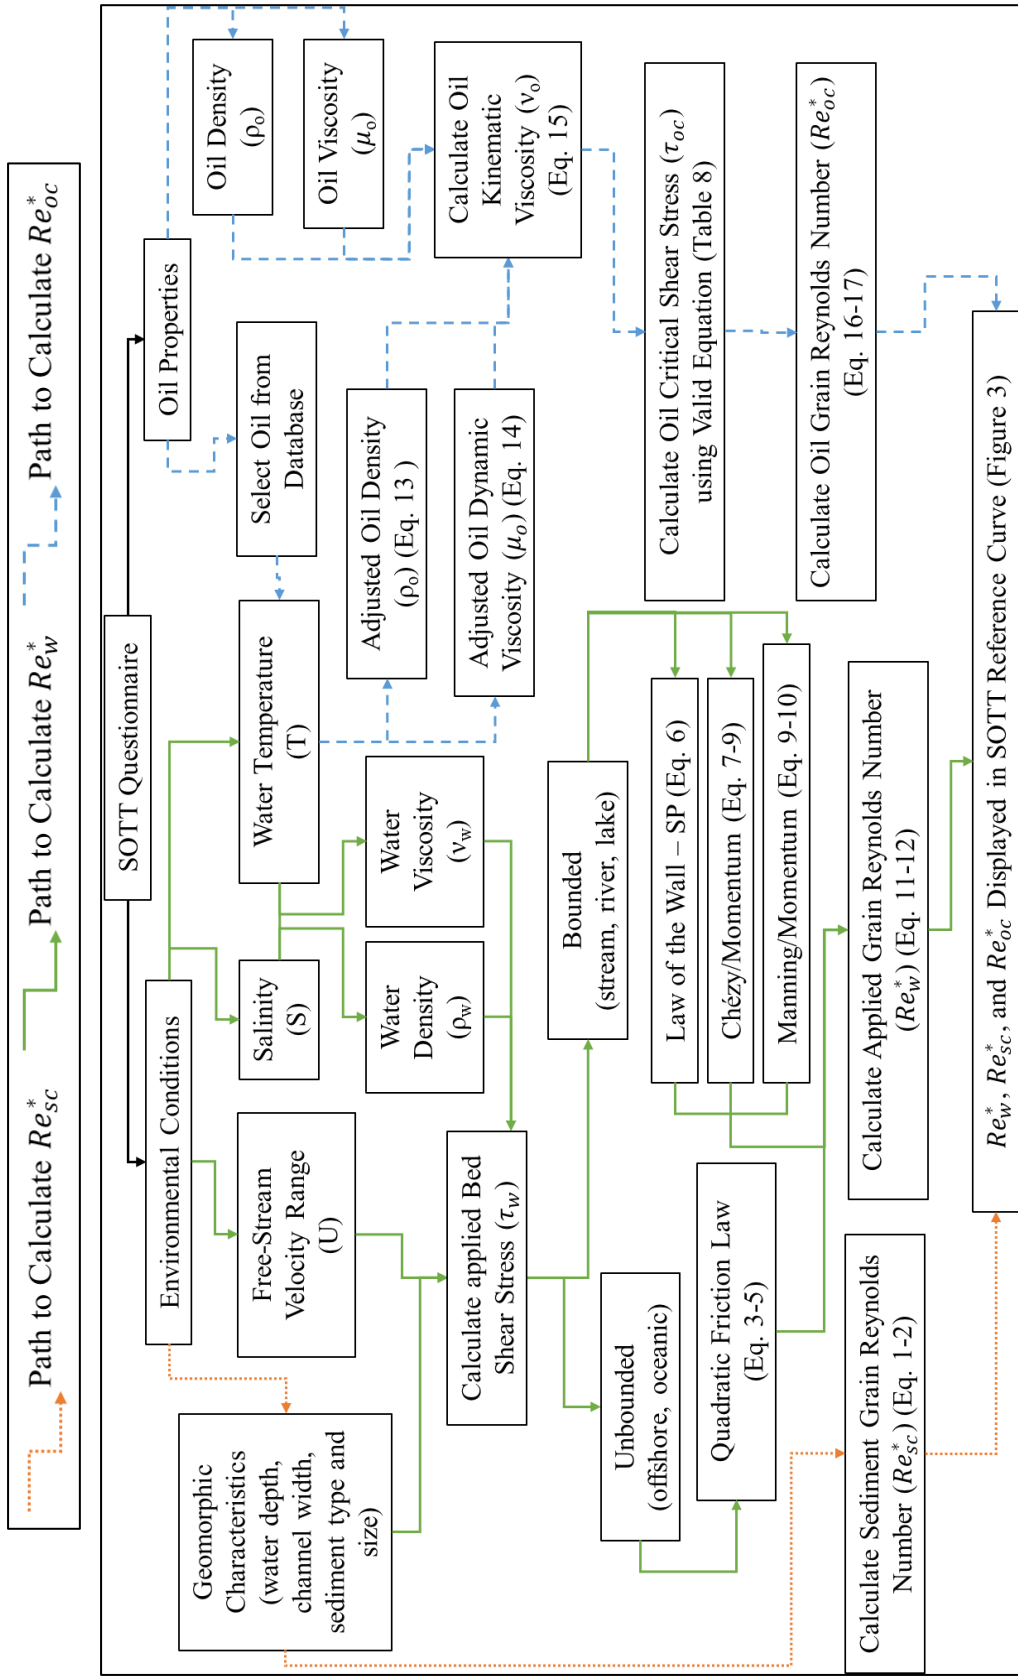 Path to Calculate Re*sc
Path to Calculate Re*w
Path to Calculate Re*oc
SOTT Questionnaire
Environmental Conditions
Oil Properties
Geomorphic
Characteristics
(water depth,
channel width,
sediment type and
size)
Free-Stream
Velocity Range
(U)
Salinity
(S)
Water Temperature
(T)
Select Oil from
Database
Oil Density
(ρo)
Oil Viscosity
(μo)
Water
Density
(ρw)
Water
Viscosity
(νw)
Adjusted Oil Density
(ρo) (Eq. 13 )
Adjusted Oil Dynamic
Viscosity (μo) (Eq. 14)
Calculate Oil
Kinematic
Viscosity (νo)
(Eq. 15)
Calculate applied Bed
Shear Stress (τw)
Unbounded
(offshore, oceanic)
Bounded
(stream, river, lake)
Quadratic Friction Law
(Eq. 3-5)
Law of the Wall – SP (Eq. 6)
Chézy/Momentum (Eq. 7-9)
Manning/Momentum (Eq. 9-10)
Calculate Oil Critical Shear Stress (τoc)
using Valid Equation (Table 8)
Calculate Sediment Grain Reynolds
Number (Re*sc) (Eq. 1-2)
Calculate Applied Grain Reynolds Number
(Re*w) (Eq. 11-12)
Calculate Oil Grain Reynolds Number (Re*oc)
(Eq. 16-17)
Re*w, Re*sc, and Re*oc Displayed in SOTT Reference Curve (Figure 3)